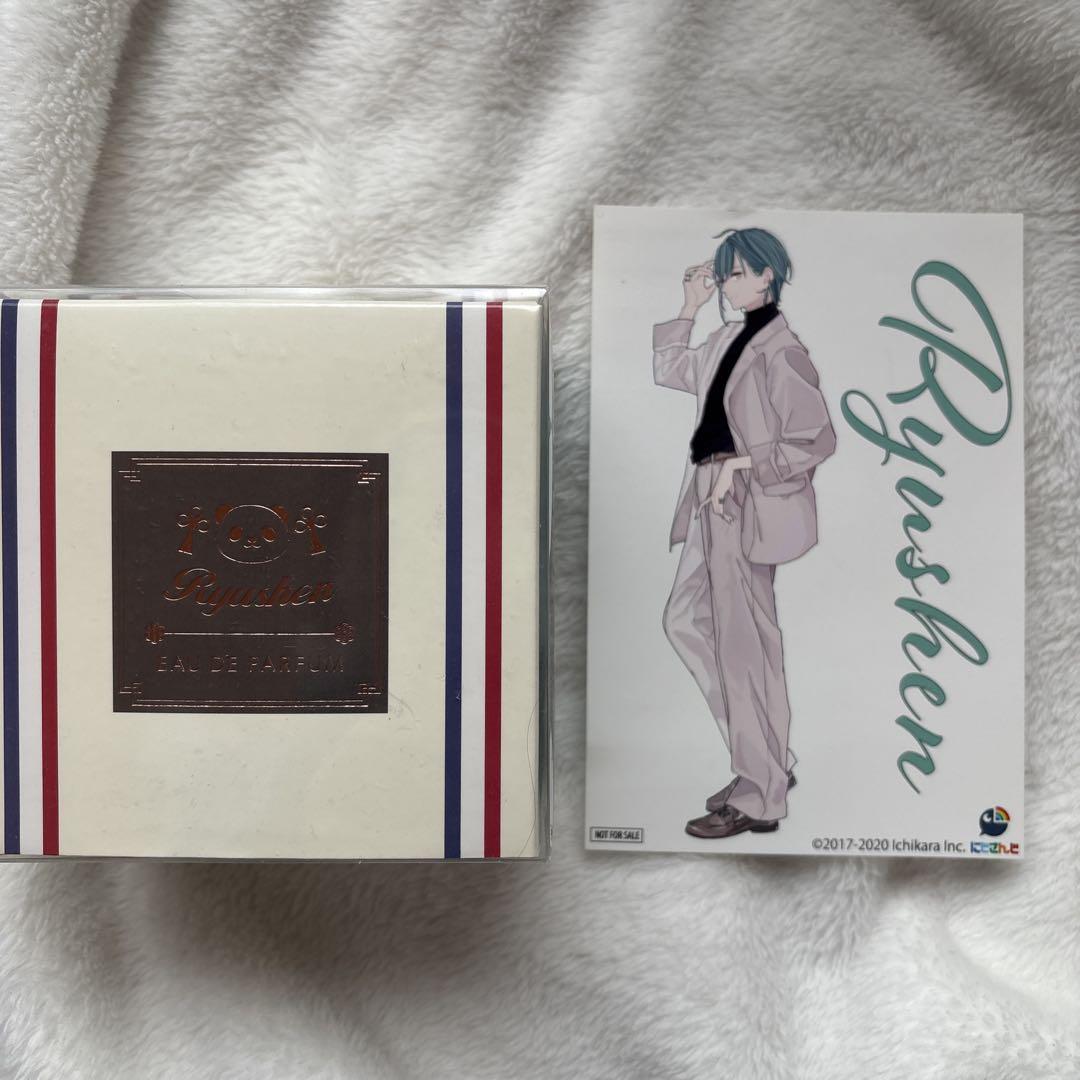 Ryushen
EAU DE PARFUM
Ryushen
NOT FOR SALE
©2017-2020 Ichikara Inc. にじさんじ